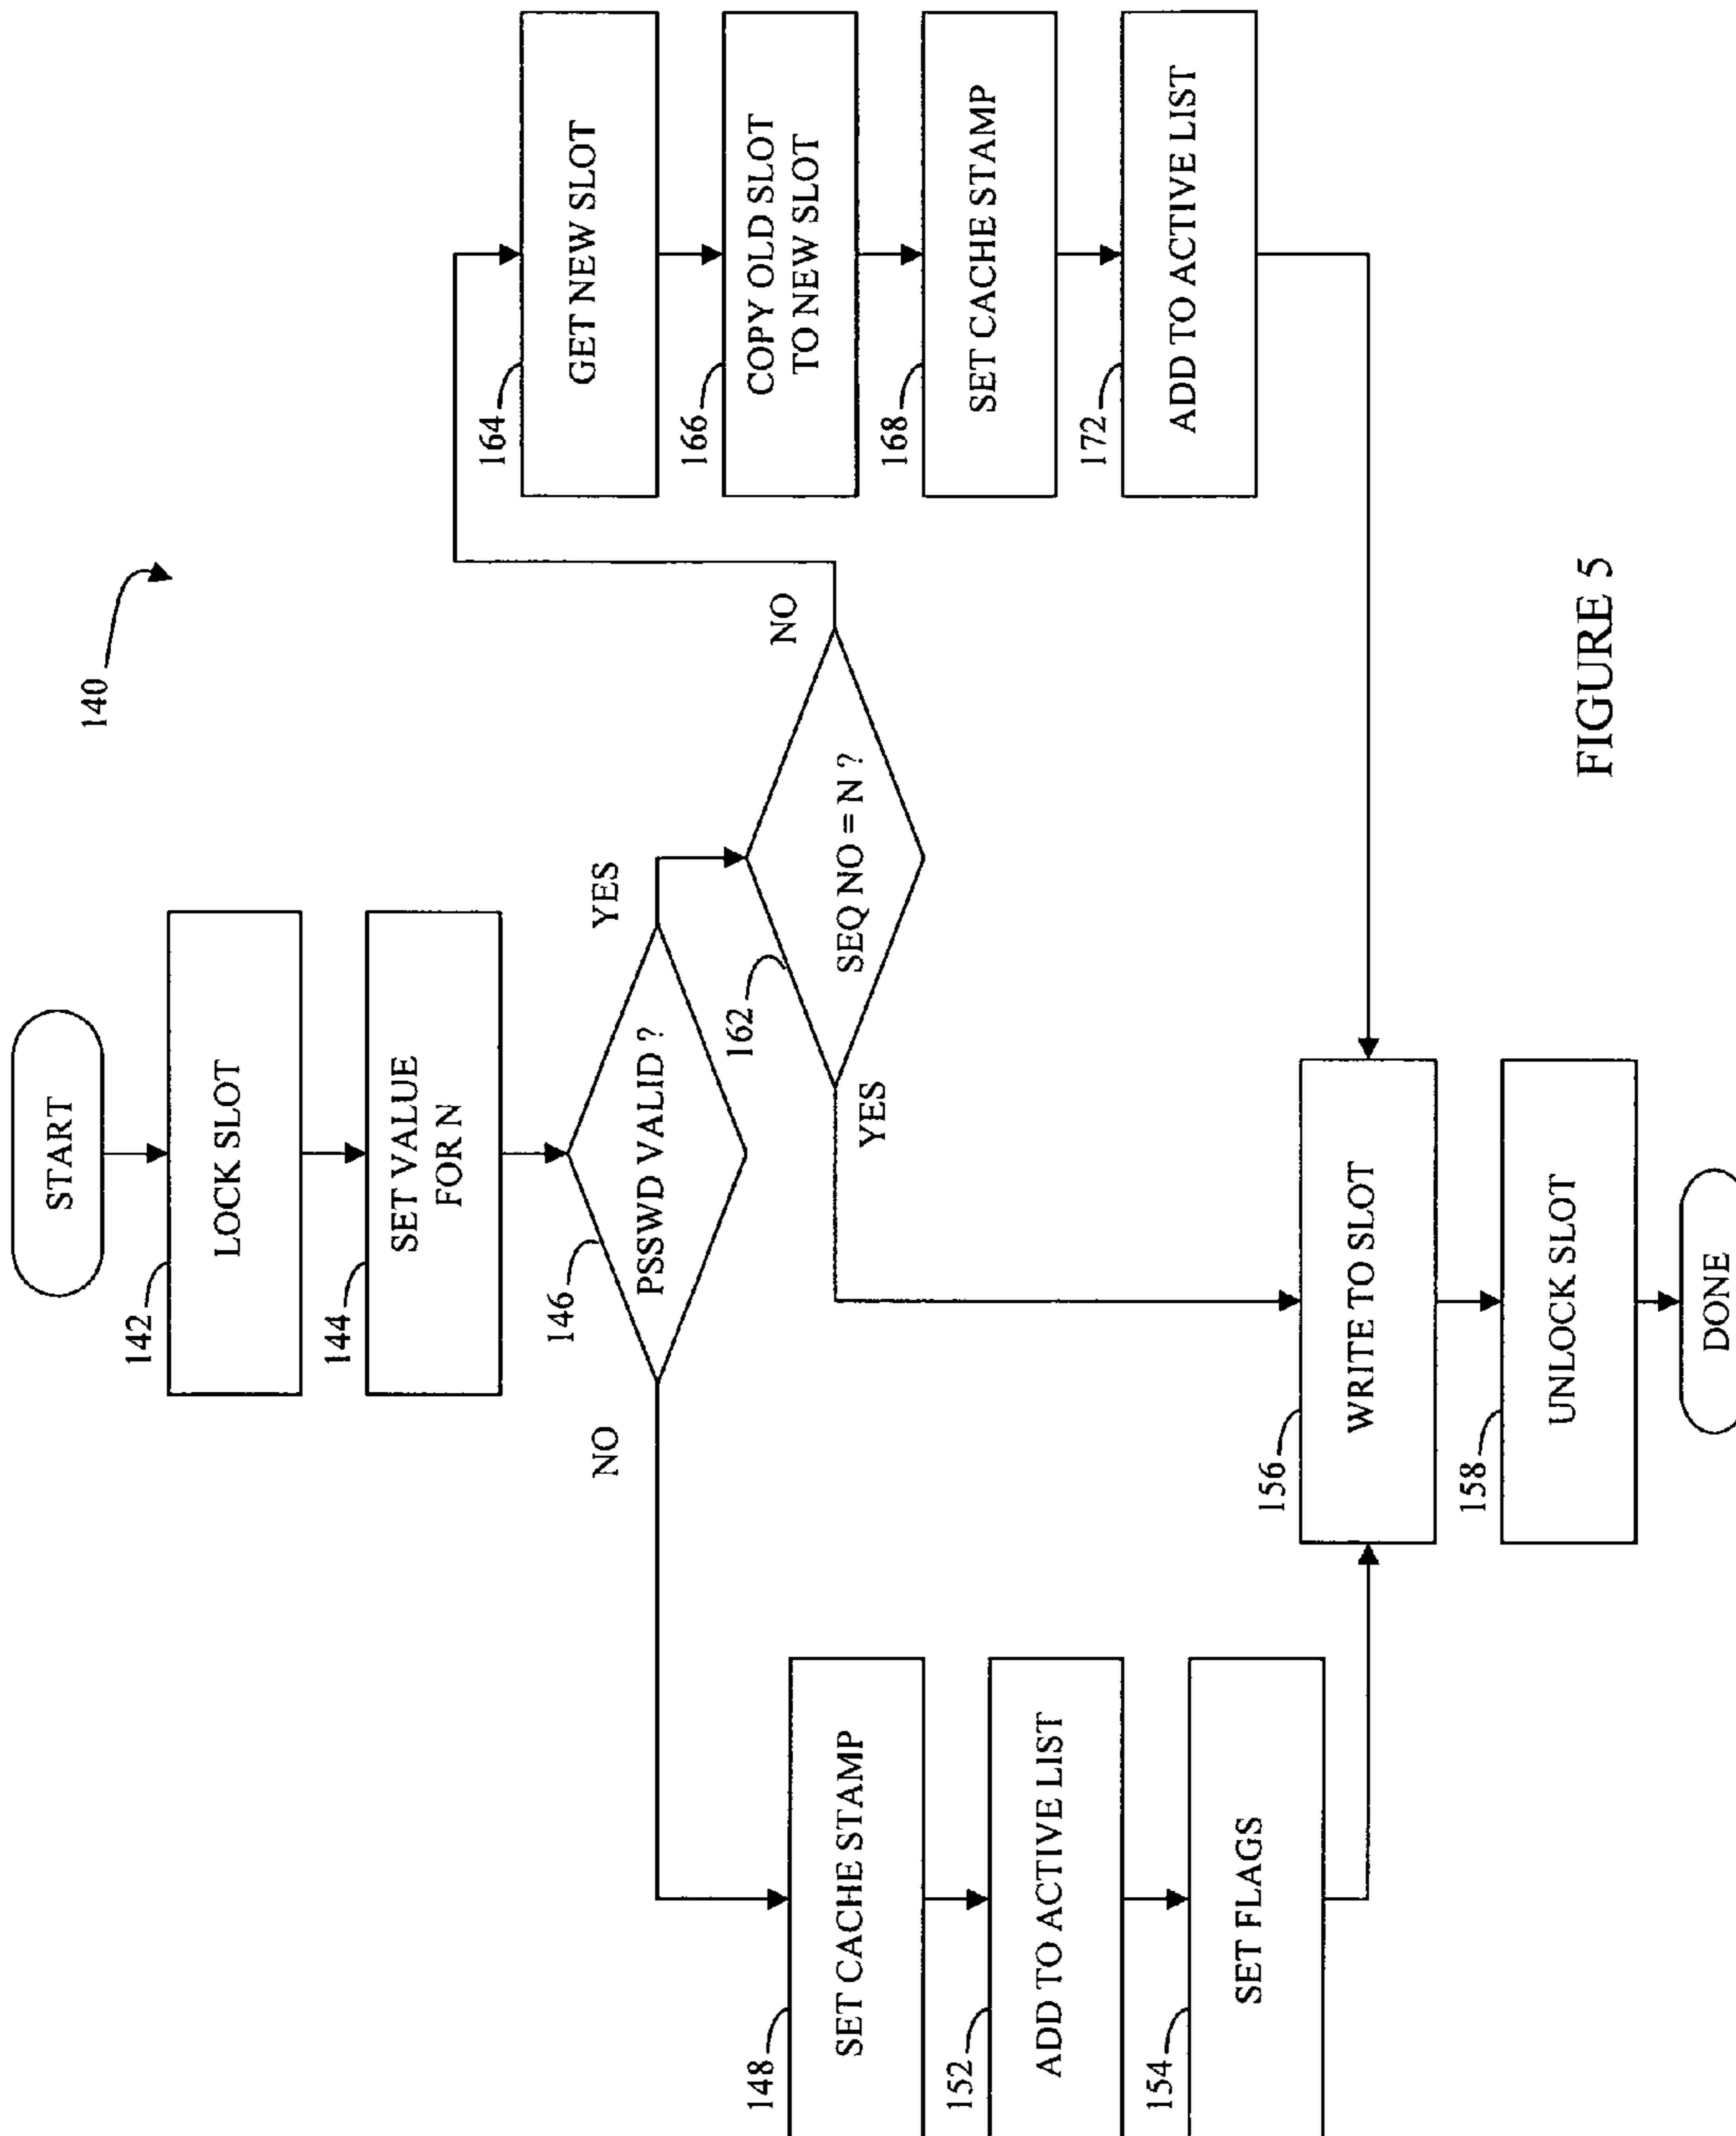 140
START
142
LOCK SLOT
144
SET VALUE
FOR N
146
PSSWD VALID ?
NO
YES
162
SEQ NO = N ?
YES
NO
148
SET CACHE STAMP
152
ADD TO ACTIVE LIST
154
SET FLAGS
164
GET NEW SLOT
166
COPY OLD SLOT
TO NEW SLOT
168
SET CACHE STAMP
172
ADD TO ACTIVE LIST
156
WRITE TO SLOT
158
UNLOCK SLOT
DONE
FIGURE 5